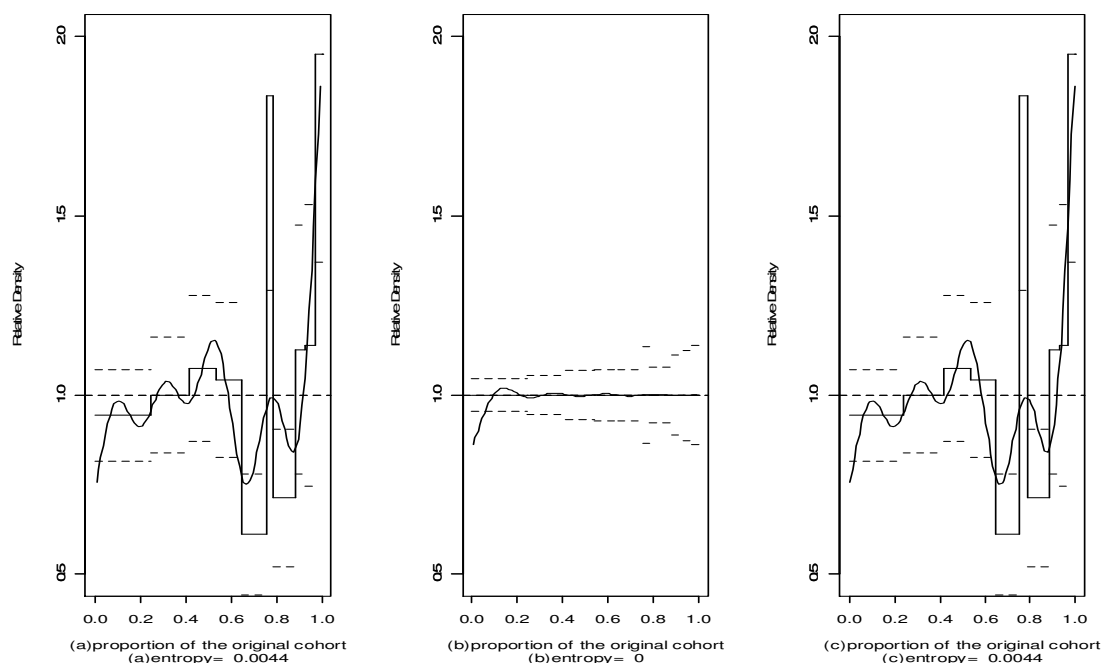 Relative Density
2.0
1.5
1.0
0.5
0.0 0.2 0.4 0.6 0.8 1.0
(a)proportion of the original cohort
(a)entropy= 0.0044
Relative Density
2.0
1.5
1.0
0.5
0.0 0.2 0.4 0.6 0.8 1.0
(b)proportion of the original cohort
(b)entropy= 0
Relative Density
2.0
1.5
1.0
0.5
0.0 0.2 0.4 0.6 0.8 1.0
(c)proportion of the original cohort
(c)entropy= 0.0044